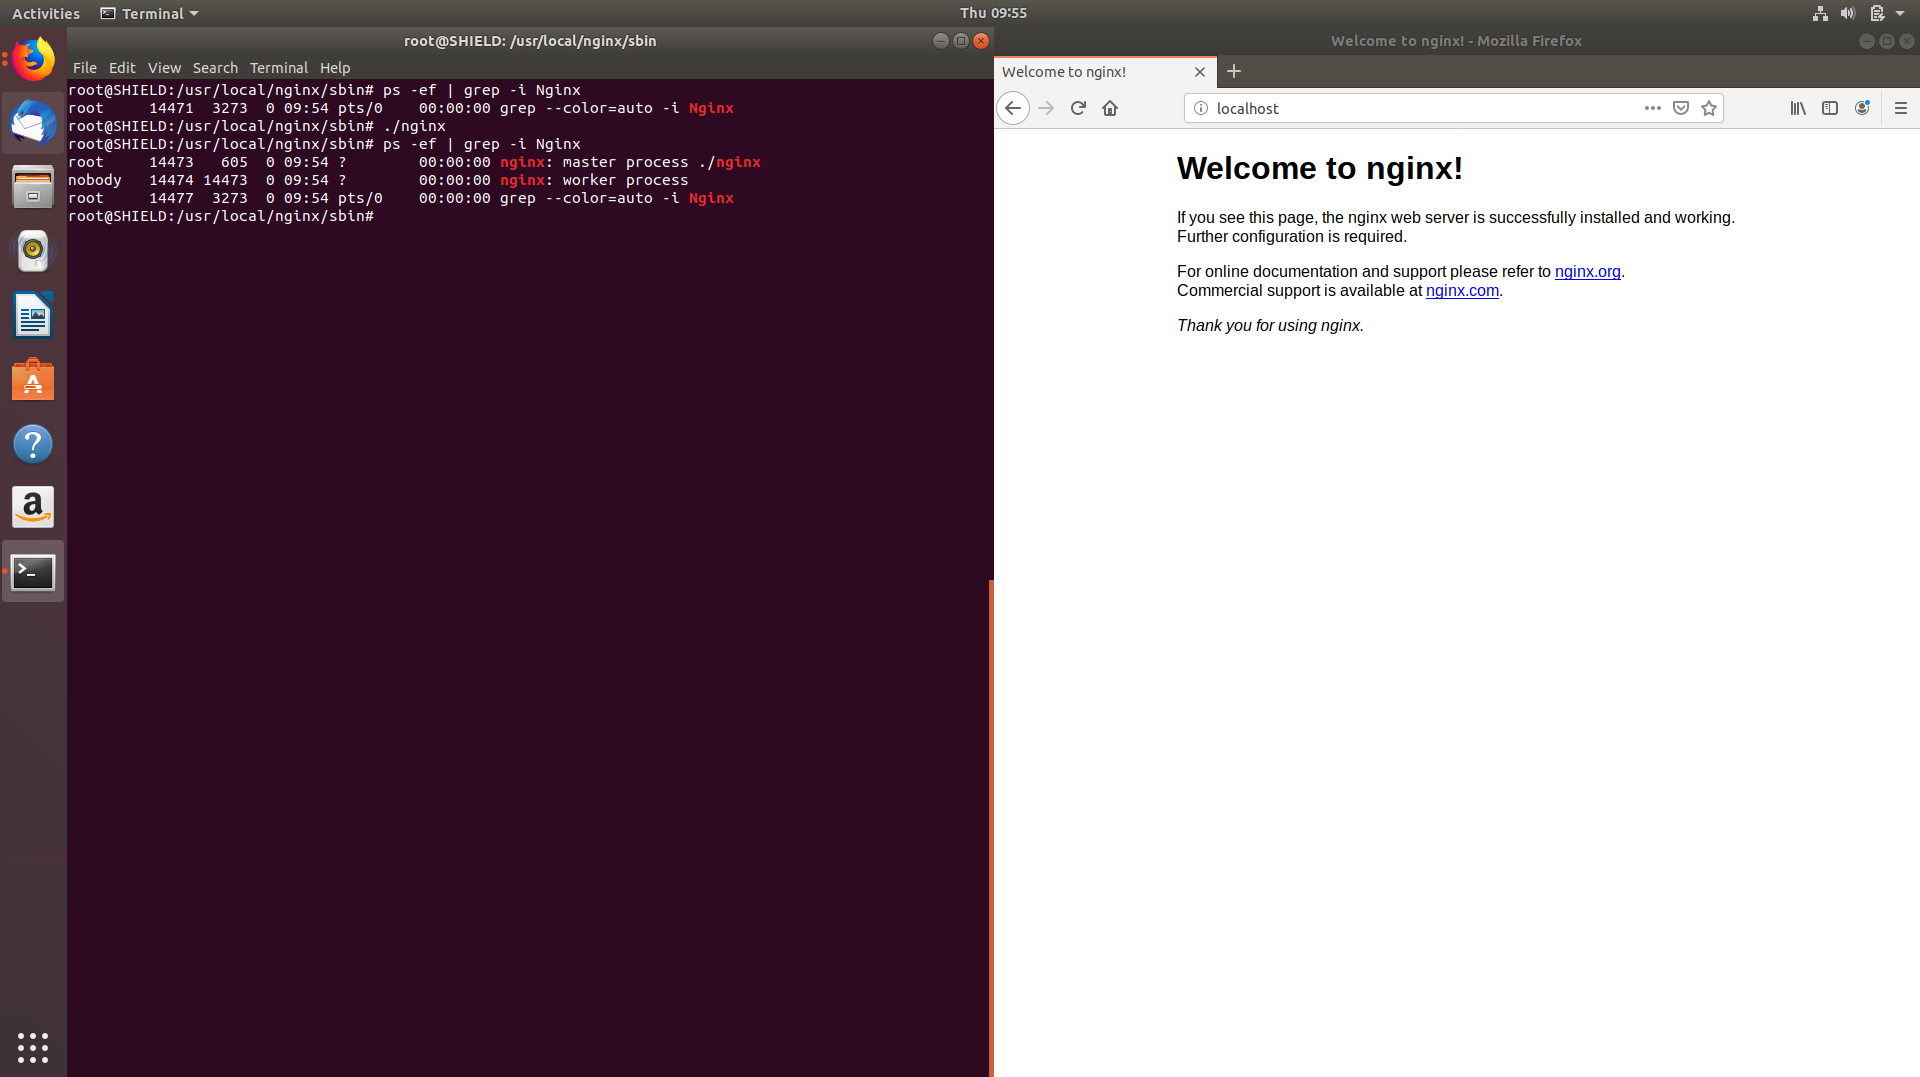 Activities
Terminal
Thu 09:55
root@SHIELD: /usr/local/nginx/sbin
File Edit View Search Terminal Help
root@SHIELD:/usr/local/nginx/sbin# ps -ef | grep -i Nginx
root     14471  3273  0 09:54 pts/0    00:00:00 grep --color=auto -i Nginx
root@SHIELD:/usr/local/nginx/sbin# ./nginx
root@SHIELD:/usr/local/nginx/sbin# ps -ef | grep -i Nginx
root     14473   605  0 09:54 ?        00:00:00 nginx: master process ./nginx
nobody   14474 14473  0 09:54 ?        00:00:00 nginx: worker process
root     14477  3273  0 09:54 pts/0    00:00:00 grep --color=auto -i Nginx
root@SHIELD:/usr/local/nginx/sbin#
Welcome to nginx! - Mozilla Firefox
Welcome to nginx!
localhost
Welcome to nginx!
If you see this page, the nginx web server is successfully installed and working.
Further configuration is required.
For online documentation and support please refer to nginx.org.
Commercial support is available at nginx.com.
Thank you for using nginx.